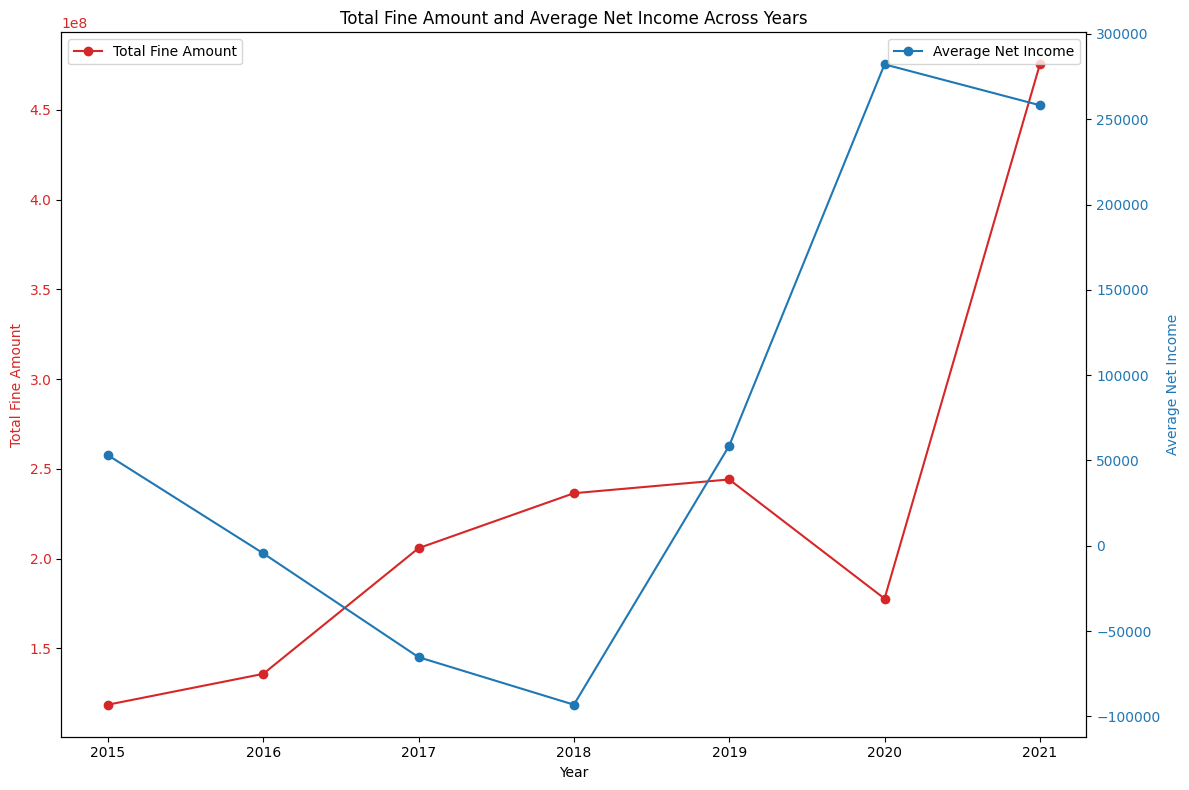 Total Fine Amount and Average Net Income Across Years
1e8
Total Fine Amount
Average Net Income
4.5
4.0
3.5
3.0
2.5
2.0
1.5
Total Fine Amount
300000
250000
200000
150000
100000
50000
0
−50000
−100000
Average Net Income
2015 2016 2017 2018 2019 2020 2021
Year